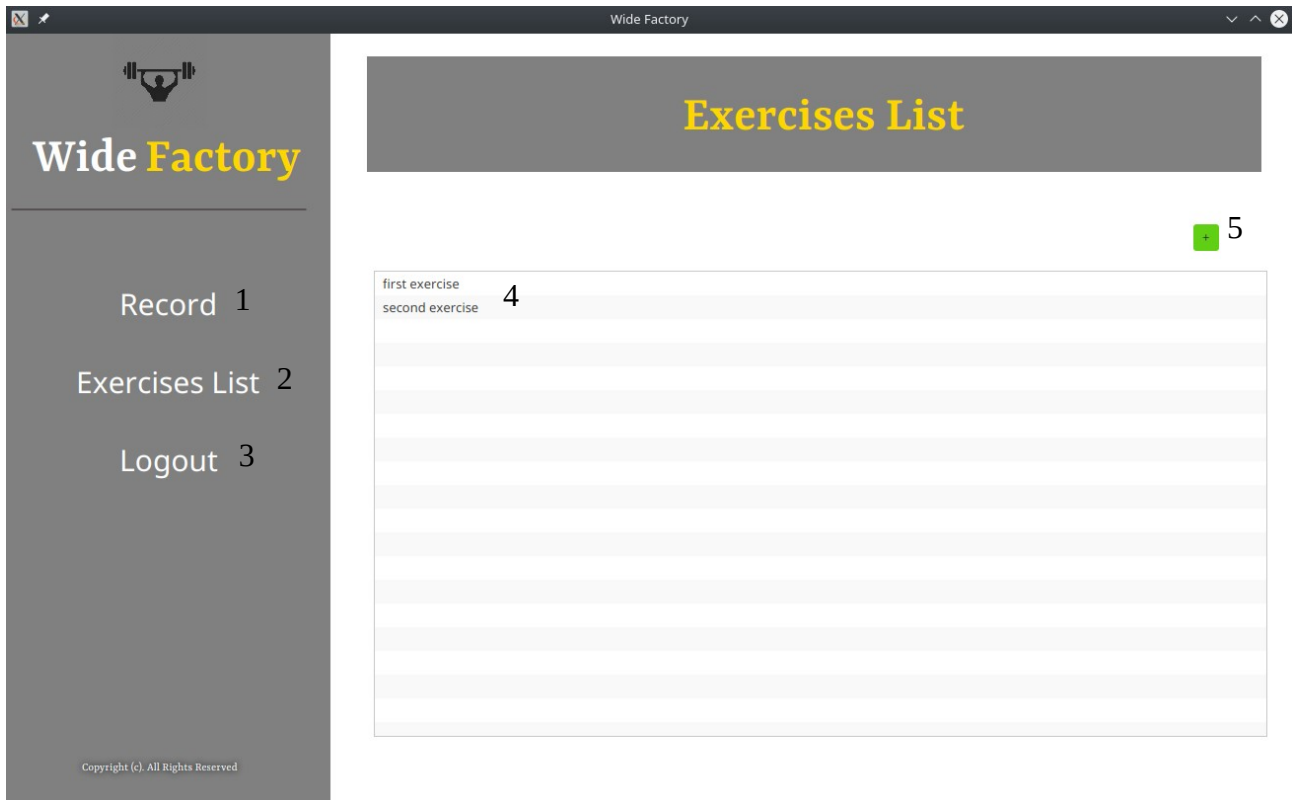 Wide Factory
Wide Factory
Record 1
Exercises List 2
Logout 3
Copyright (c). All Rights Reserved
Exercises List
+ 5
first exercise
4
second exercise